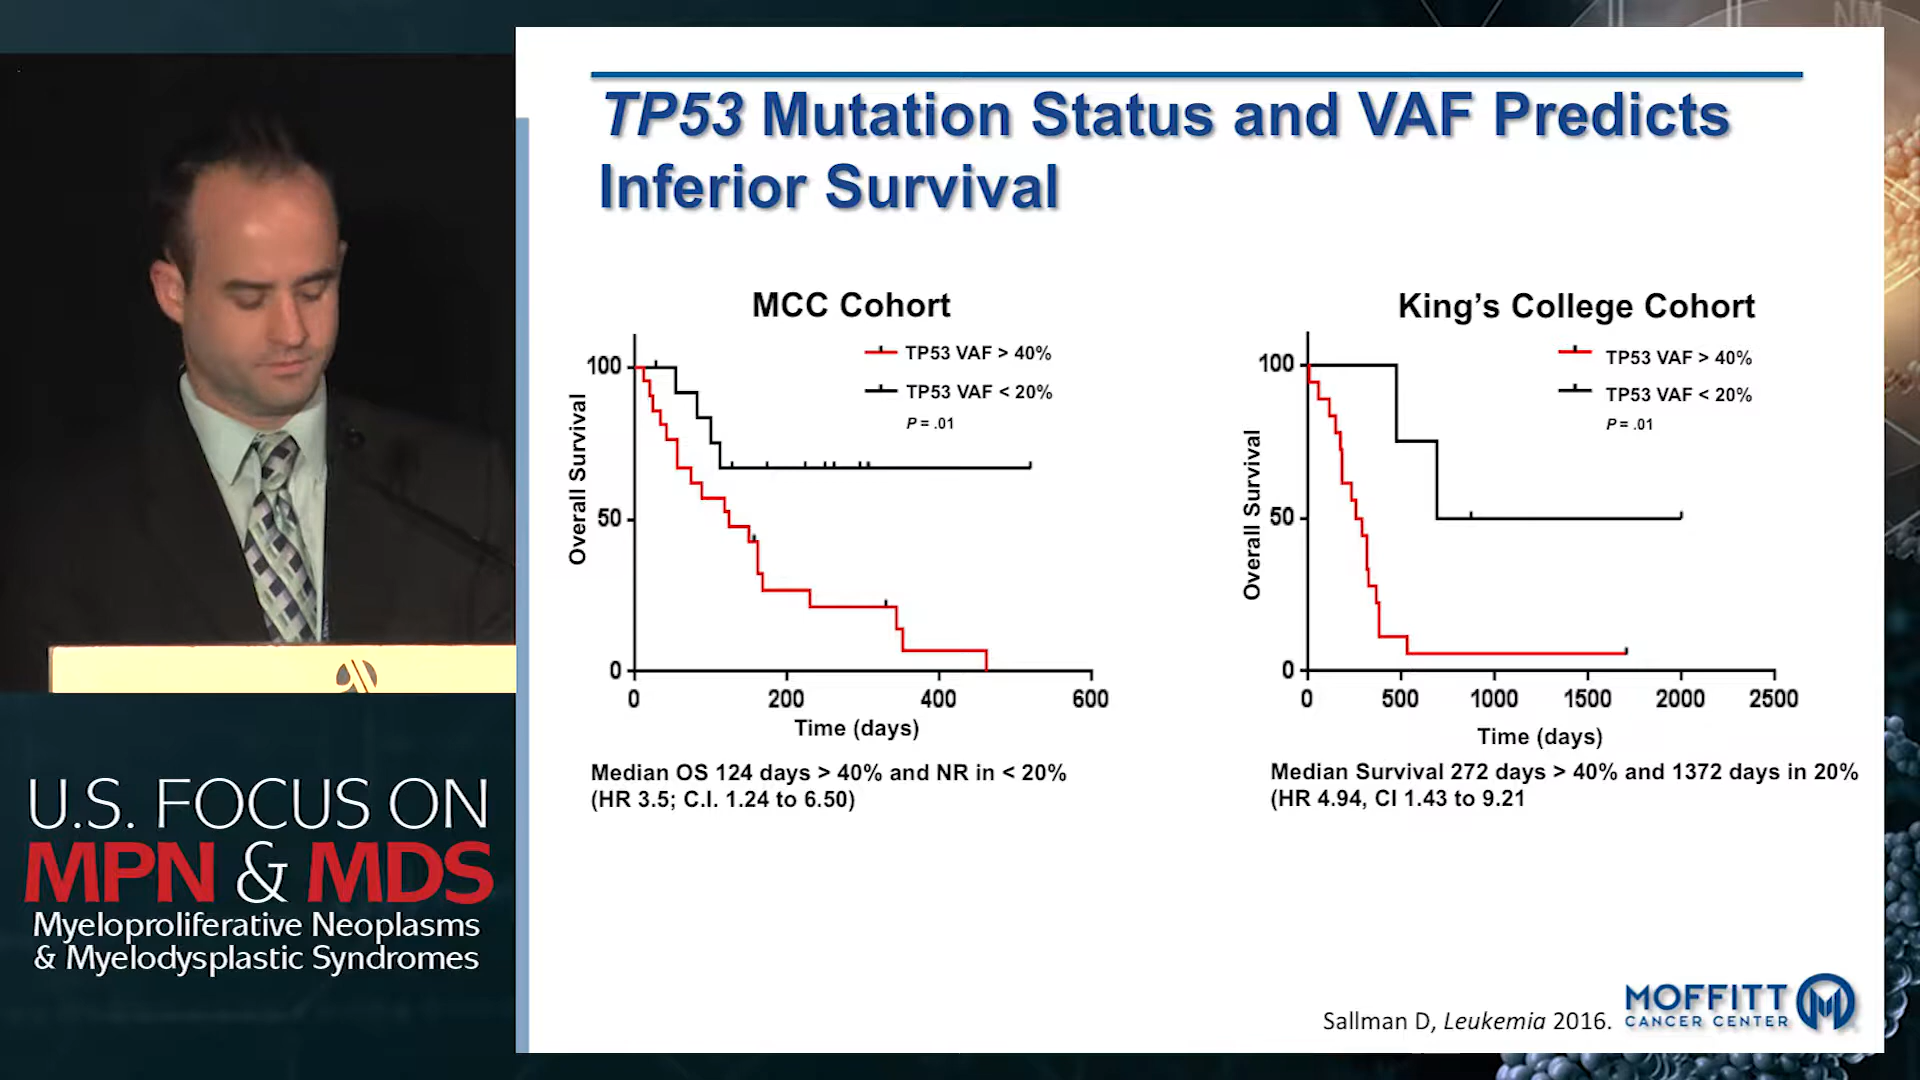 TP53 Mutation Status and VAF Predicts
Inferior Survival
MCC Cohort
TP53 VAF > 40%
TP53 VAF < 20%
P = .01
Overall Survival
100
50
0
0 200 400 600
Time (days)
Median OS 124 days > 40% and NR in < 20%
(HR 3.5; C.I. 1.24 to 6.50)
King’s College Cohort
TP53 VAF > 40%
TP53 VAF < 20%
P = .01
Overall Survival
100
50
0
0 500 1000 1500 2000 2500
Time (days)
Median Survival 272 days > 40% and 1372 days in 20%
(HR 4.94, CI 1.43 to 9.21
Sallman D, Leukemia 2016.
MOFFITT
CANCER CENTER
U.S. FOCUS ON
MPN & MDS
Myeloproliferative Neoplasms
& Myelodysplastic Syndromes
NM